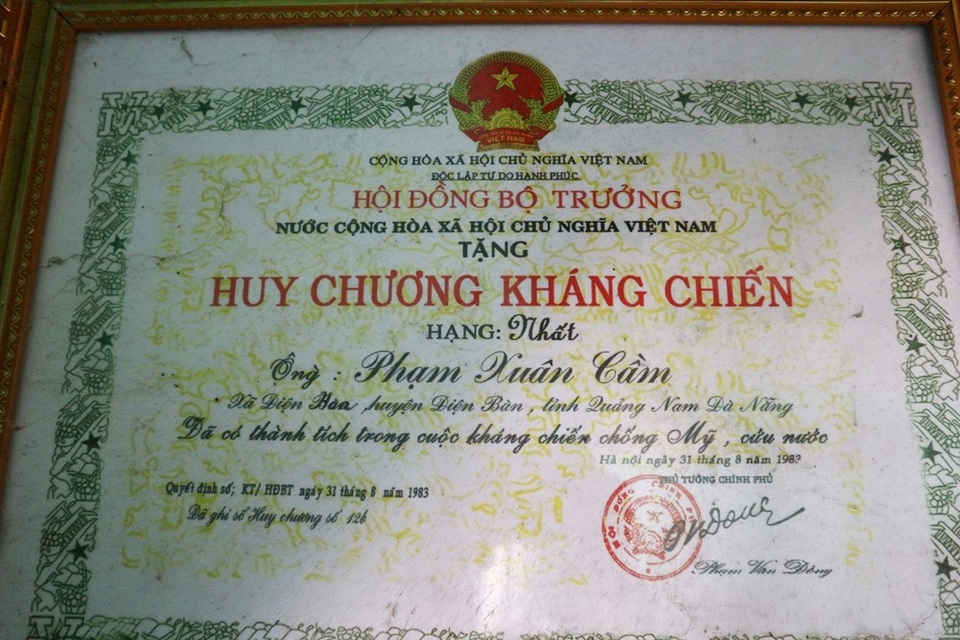 VIỆT NAM
CỘNG HÒA XÃ HỘI CHỦ NGHĨA VIỆT NAM
ĐỘC LẬP TỰ DO HẠNH PHÚC
HỘI ĐỒNG BỘ TRƯỞNG
NƯỚC CỘNG HÒA XÃ HỘI CHỦ NGHĨA VIỆT NAM
TẶNG
HUY CHƯƠNG KHÁNG CHIẾN
HẠNG: Nhất
Ông : Phạm Xuân Cầm
Xã Điện Hòa, huyện Điện Bàn, tỉnh Quảng Nam Đà Nẵng
Đã có thành tích trong cuộc kháng chiến chống Mỹ, cứu nước
Hà nội ngày 31 tháng 8 năm 1983
THỦ TƯỚNG CHÍNH PHỦ
Quyết định số; KT/ HĐBT ngày 31 tháng 8 năm 1983
Đã ghi sổ Huy chương số 126
Phạm Văn Đồng